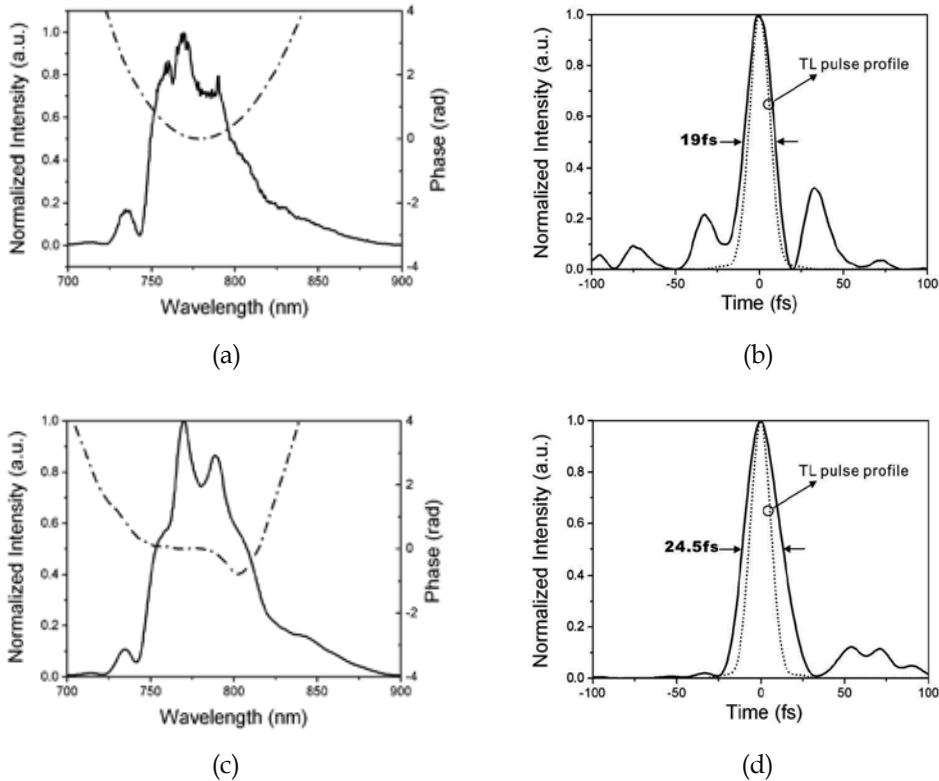 Normalized Intensity (a.u.)
1.0
0.8
0.6
0.4
0.2
0.0
4
2
0
-2
-4
Phase (rad)
700 750 800 850 900
Wavelength (nm)
(a)
Normalized Intensity (a.u.)
1.0
0.8
0.6
0.4
0.2
0.0
TL pulse profile
19fs
-100 -50 0 50 100
Time (fs)
(b)
Normalized Intensity (a.u.)
1.0
0.8
0.6
0.4
0.2
0.0
4
2
0
-2
-4
Phase (rad)
700 750 800 850 900
Wavelength (nm)
(c)
Normalized Intensity (a.u.)
1.0
0.8
0.6
0.4
0.2
0.0
TL pulse profile
24.5fs
-100 -50 0 50 100
Time (fs)
(d)